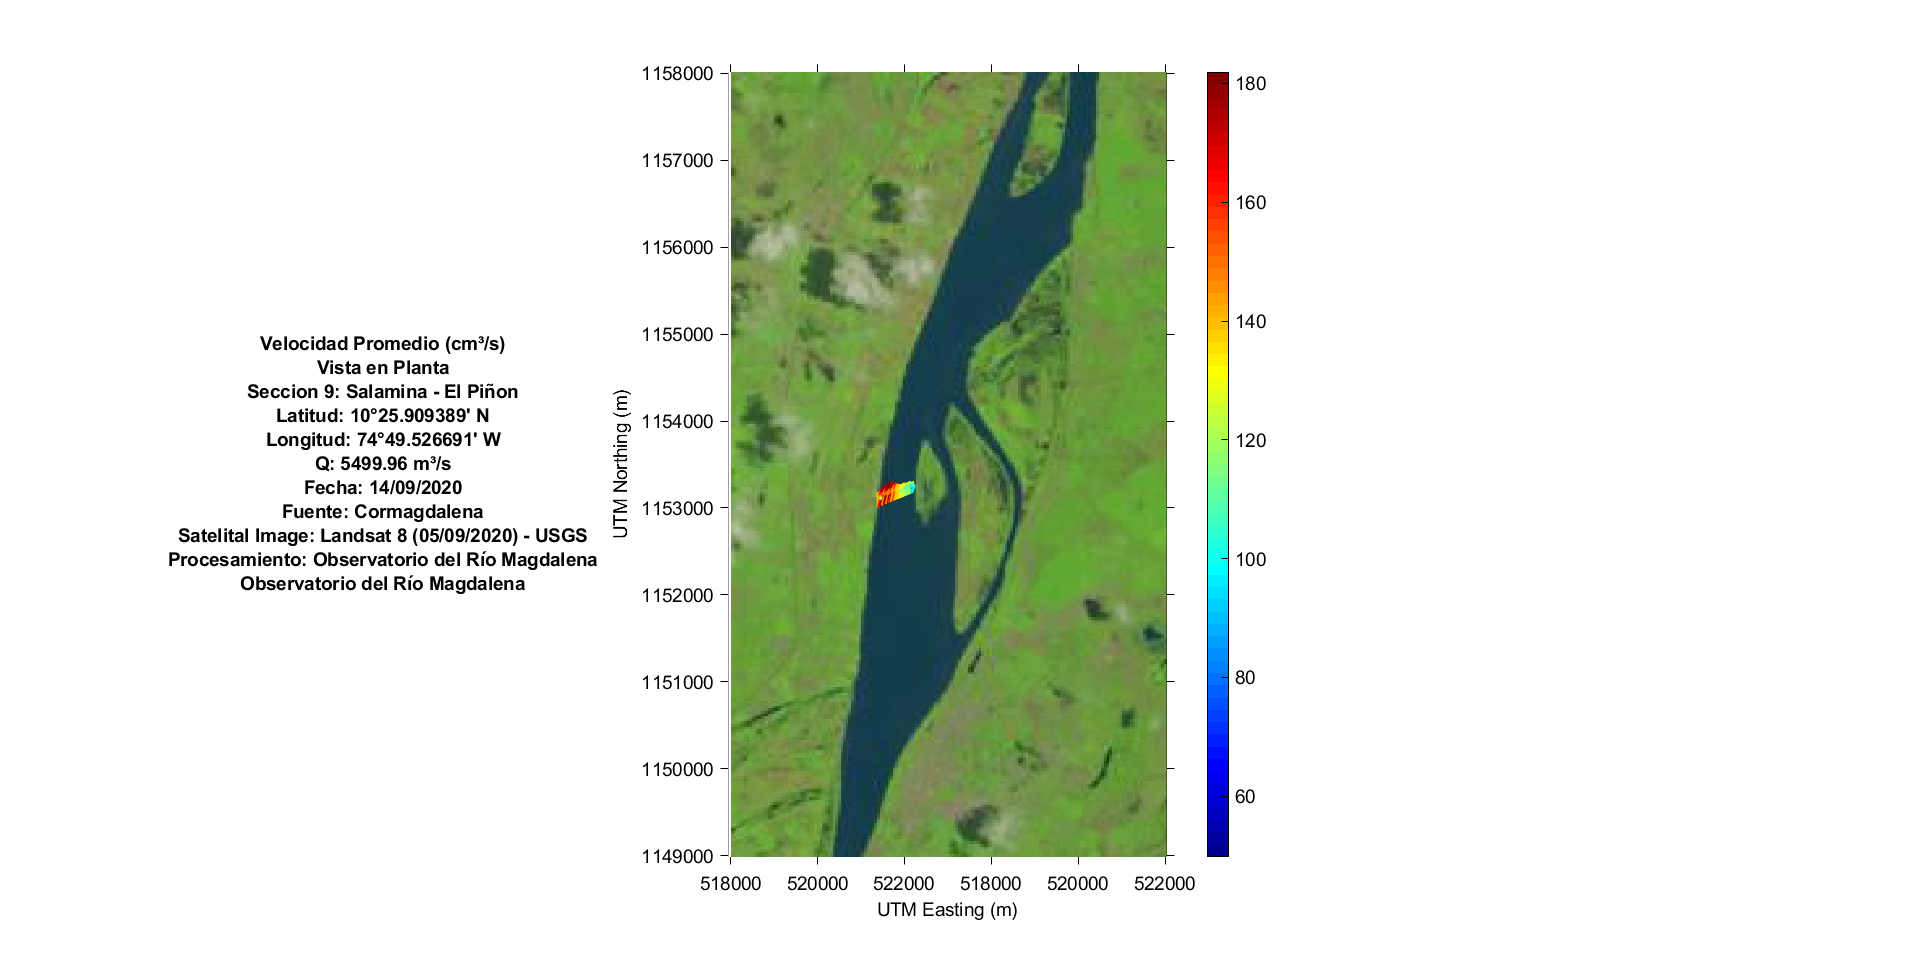 Velocidad Promedio (cm³/s)
Vista en Planta
Seccion 9: Salamina - El Piñon
Latitud: 10°25.909389' N
Longitud: 74°49.526691' W
Q: 5499.96 m³/s
Fecha: 14/09/2020
Fuente: Cormagdalena
Satelital Image: Landsat 8 (05/09/2020) - USGS
Procesamiento: Observatorio del Río Magdalena
Observatorio del Río Magdalena
UTM Northing (m)
1158000
1157000
1156000
1155000
1154000
1153000
1152000
1151000
1150000
1149000
518000 520000 522000 518000 520000 522000
UTM Easting (m)
180
160
140
120
100
80
60